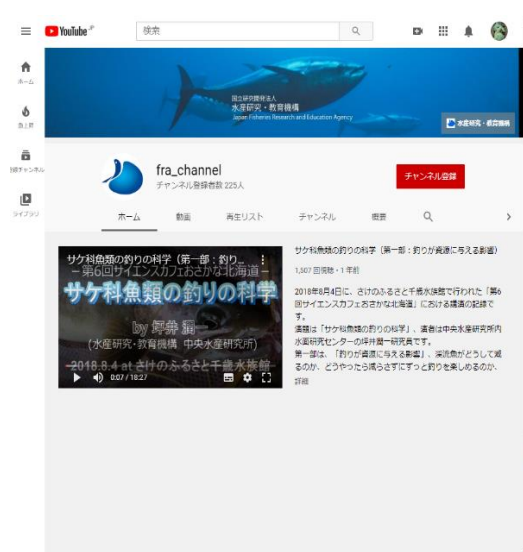 YouTube JP
検索
ホーム
急上昇
登録チャンネル
ライブラリ
国立研究開発法人
水産研究・教育機構
Japan Fisheries Research and Education Agency
水産研究・教育機構
fra_channel
チャンネル登録者数 225人
チャンネル登録
ホーム 動画 再生リスト チャンネル 概要
サケ科魚類の釣りの科学（第一部：釣り...
－第6回サイエンスカフェおさかな北海道－
サケ科魚類の釣りの科学
by 坪井 潤一
(水産研究・教育機構 中央水産研究所)
2018.8.4 at さけのふるさと千歳水族館
0:07 / 18:27
サケ科魚類の釣りの科学（第一部：釣りが資源に与える影響）
1,507 回視聴・1 年前
2018年8月4日に、さけのふるさと千歳水族館で行われた「第6
回サイエンスカフェおさかな北海道」における講演の記録で
す。
演題は「サケ科魚類の釣りの科学」、演者は中央水産研究所内
水面研究センターの坪井潤一研究員です。
第一部は、「釣りが資源に与える影響」、渓流魚がどうして減
るのか、どうやったら減らさずにずっと釣りを楽しめるのか、
詳細